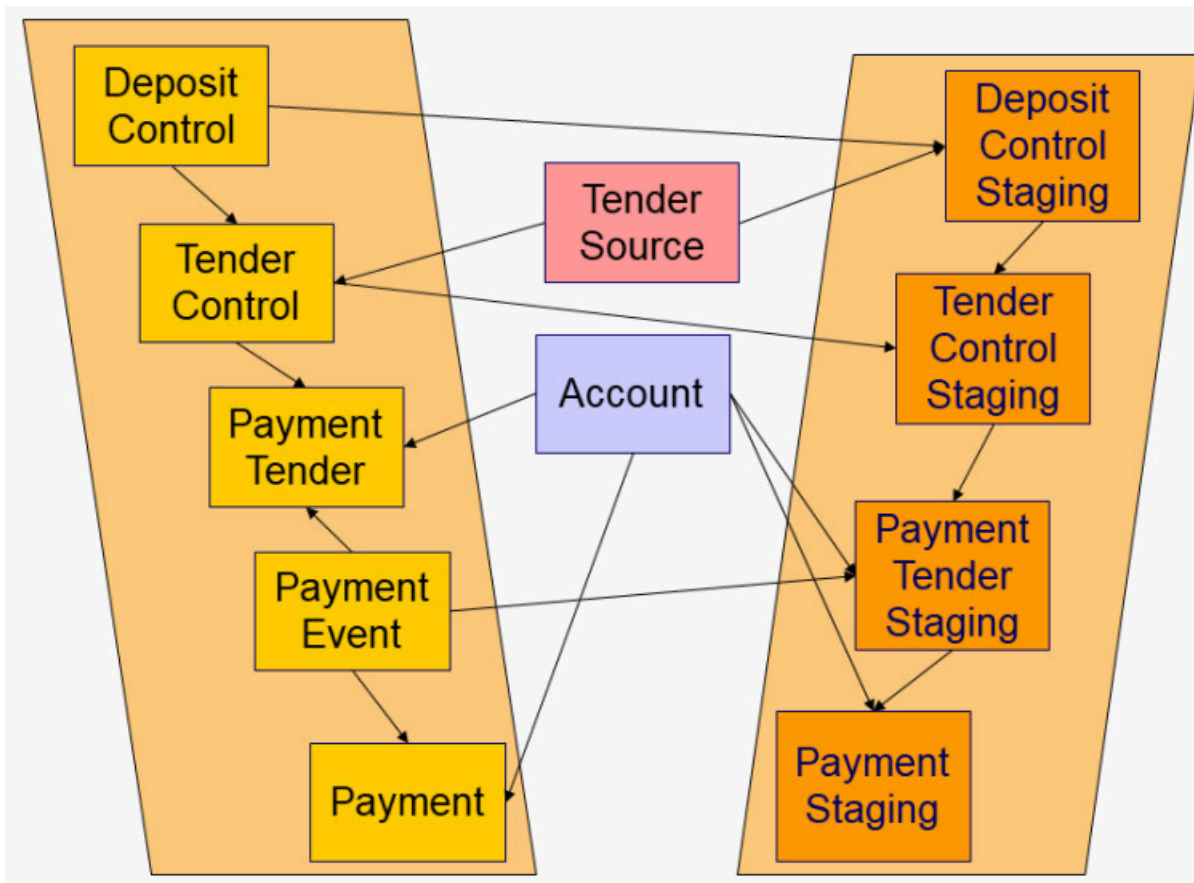 Deposit
Control
Tender
Control
Payment
Tender
Payment
Event
Payment
Tender
Source
Account
Deposit
Control
Staging
Tender
Control
Staging
Payment
Tender
Staging
Payment
Staging